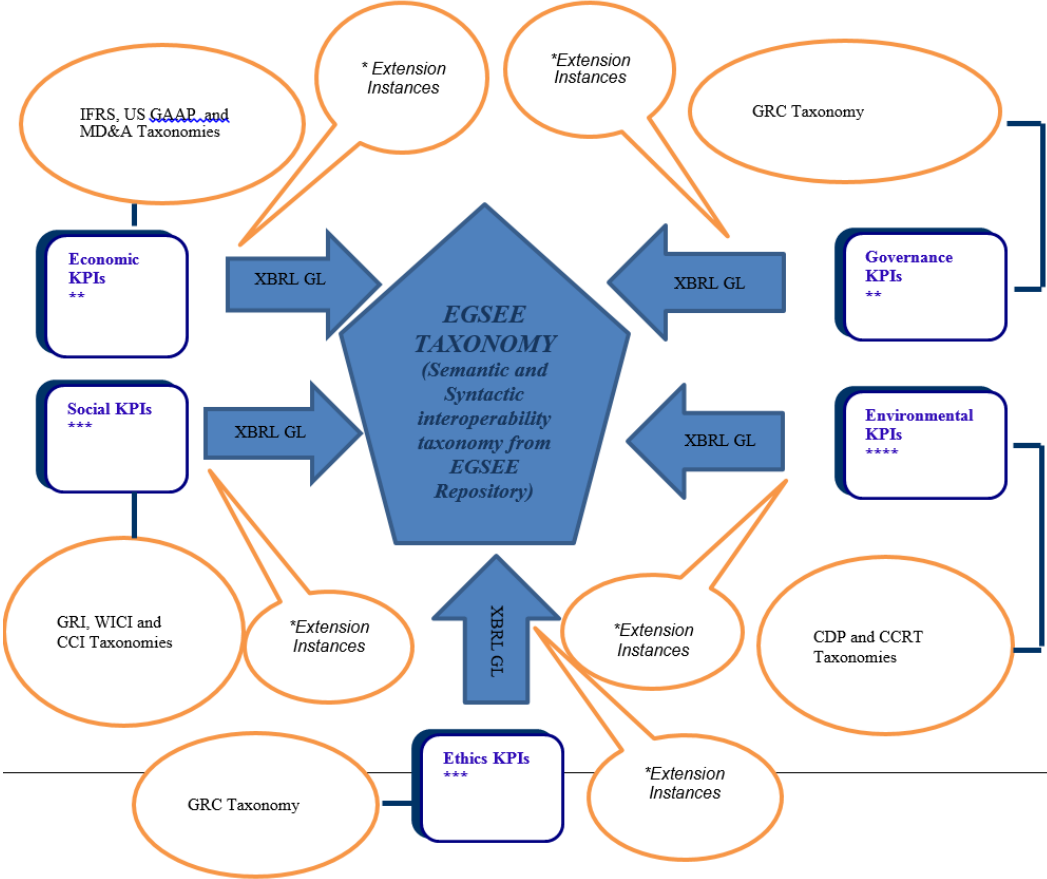 * Extension
Instances
*Extension
Instances
IFRS, US GAAP, and
MD&A Taxonomies
GRC Taxonomy
Economic
KPIs
**
XBRL GL
XBRL GL
Governance
KPIs
**
EGSEE
TAXONOMY
(Semantic and
Syntactic
interoperability
taxonomy from
EGSEE
Repository)
Social KPIs
***
XBRL GL
XBRL GL
Environmental
KPIs
****
GRI, WICI and
CCI Taxonomies
*Extension
Instances
XBRL GL
*Extension
Instances
CDP and CCRT
Taxonomies
Ethics KPIs
***
*Extension
Instances
GRC Taxonomy